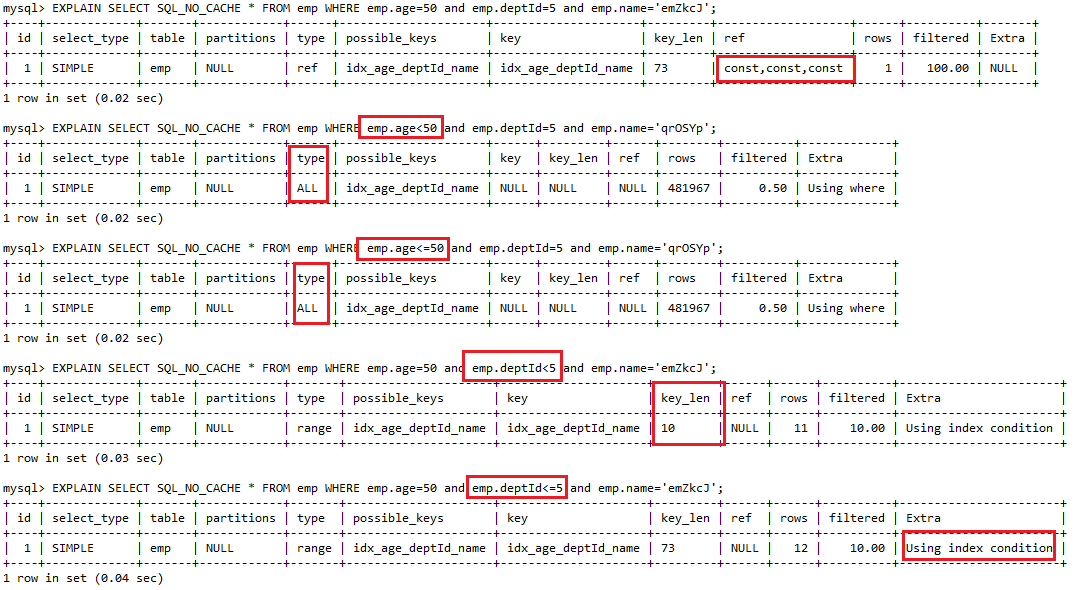 mysql> EXPLAIN SELECT SQL_NO_CACHE * FROM emp WHERE emp.age=50 and emp.deptId=5 and emp.name='emZkcJ';
+----+-------------+-------+------------+------+---------------------+---------------------+---------+-------------------+------+----------+-------+
| id | select_type | table | partitions | type | possible_keys | key | key_len | ref | rows | filtered | Extra |
+----+-------------+-------+------------+------+---------------------+---------------------+---------+-------------------+------+----------+-------+
| 1 | SIMPLE | emp | NULL | ref | idx_age_deptId_name | idx_age_deptId_name | 73 | const,const,const | 1 | 100.00 | NULL |
+----+-------------+-------+------------+------+---------------------+---------------------+---------+-------------------+------+----------+-------+
1 row in set (0.02 sec)
mysql> EXPLAIN SELECT SQL_NO_CACHE * FROM emp WHERE emp.age<50 and emp.deptId=5 and emp.name='qrOSYp';
+----+-------------+-------+------------+------+---------------------+------+---------+------+--------+----------+-------------+
| id | select_type | table | partitions | type | possible_keys | key | key_len | ref | rows | filtered | Extra |
+----+-------------+-------+------------+------+---------------------+------+---------+------+--------+----------+-------------+
| 1 | SIMPLE | emp | NULL | ALL | idx_age_deptId_name | NULL | NULL | NULL | 481967 | 0.50 | Using where |
+----+-------------+-------+------------+------+---------------------+------+---------+------+--------+----------+-------------+
1 row in set (0.02 sec)
mysql> EXPLAIN SELECT SQL_NO_CACHE * FROM emp WHERE emp.age<=50 and emp.deptId=5 and emp.name='qrOSYp';
+----+-------------+-------+------------+------+---------------------+------+---------+------+--------+----------+-------------+
| id | select_type | table | partitions | type | possible_keys | key | key_len | ref | rows | filtered | Extra |
+----+-------------+-------+------------+------+---------------------+------+---------+------+--------+----------+-------------+
| 1 | SIMPLE | emp | NULL | ALL | idx_age_deptId_name | NULL | NULL | NULL | 481967 | 0.50 | Using where |
+----+-------------+-------+------------+------+---------------------+------+---------+------+--------+----------+-------------+
1 row in set (0.02 sec)
mysql> EXPLAIN SELECT SQL_NO_CACHE * FROM emp WHERE emp.age=50 and emp.deptId<5 and emp.name='emZkcJ';
+----+-------------+-------+------------+-------+---------------------+---------------------+---------+------+------+----------+-----------------------+
| id | select_type | table | partitions | type | possible_keys | key | key_len | ref | rows | filtered | Extra |
+----+-------------+-------+------------+-------+---------------------+---------------------+---------+------+------+----------+-----------------------+
| 1 | SIMPLE | emp | NULL | range | idx_age_deptId_name | idx_age_deptId_name | 10 | NULL | 11 | 10.00 | Using index condition |
+----+-------------+-------+------------+-------+---------------------+---------------------+---------+------+------+----------+-----------------------+
1 row in set (0.03 sec)
mysql> EXPLAIN SELECT SQL_NO_CACHE * FROM emp WHERE emp.age=50 and emp.deptId<=5 and emp.name='emZkcJ';
+----+-------------+-------+------------+-------+---------------------+---------------------+---------+------+------+----------+-----------------------+
| id | select_type | table | partitions | type | possible_keys | key | key_len | ref | rows | filtered | Extra |
+----+-------------+-------+------------+-------+---------------------+---------------------+---------+------+------+----------+-----------------------+
| 1 | SIMPLE | emp | NULL | range | idx_age_deptId_name | idx_age_deptId_name | 73 | NULL | 12 | 10.00 | Using index condition |
+----+-------------+-------+------------+-------+---------------------+---------------------+---------+------+------+----------+-----------------------+
1 row in set (0.04 sec)